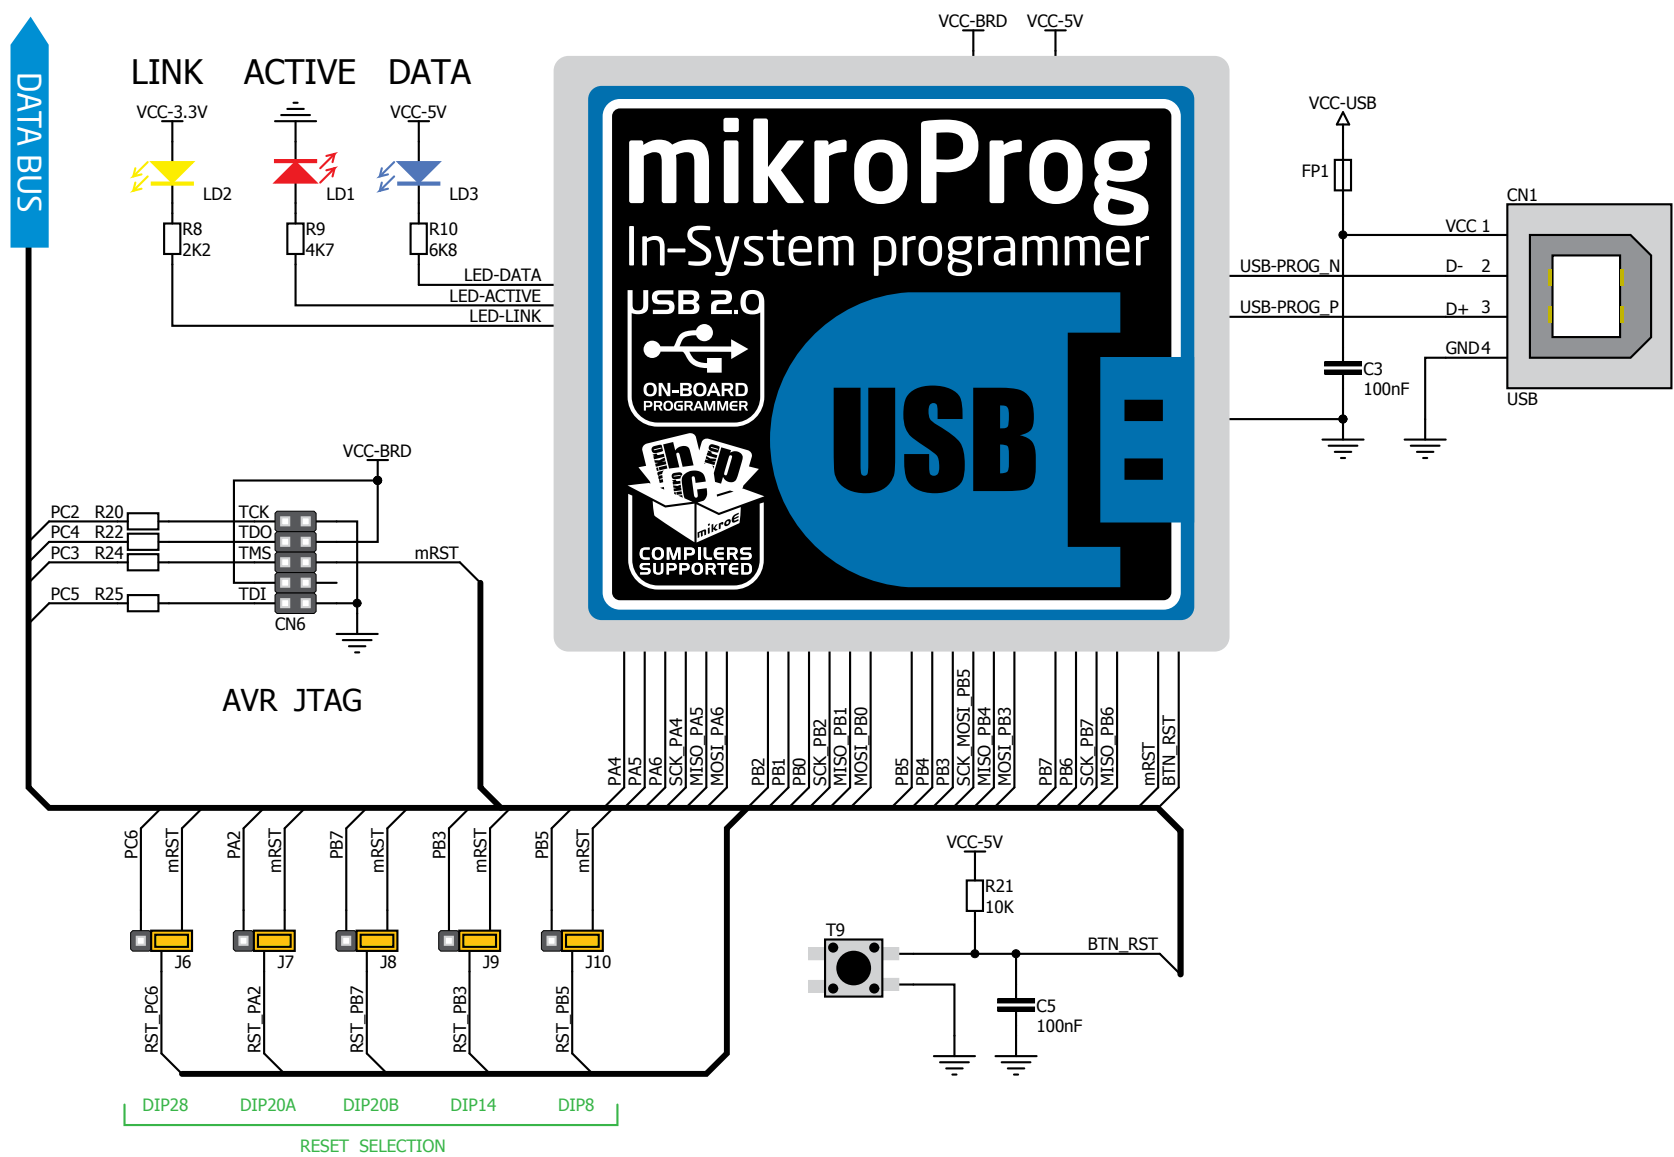 VCC-BRD VCC-5V
DATA BUS
LINK ACTIVE DATA
VCC-3.3V
VCC-5V
LD2
LD1
LD3
R8
2K2
R9
4K7
R10
6K8
LED-DATA
LED-ACTIVE
LED-LINK
mikroProg
In-System programmer
USB 2.0
ON-BOARD
PROGRAMMER
mikroE
COMPILERS
SUPPORTED
USB
VCC-USB
FP1
CN1
VCC 1
USB-PROG_N
D- 2
USB-PROG_P
D+ 3
GND 4
C3
100nF
USB
VCC-BRD
PC2 R20 TCK
PC4 R22 TDO
PC3 R24 TMS
mRST
PC5 R25 TDI
CN6
AVR JTAG
PA4
PA5
PA6
SCK_PA4
MISO_PA5
MOSI_PA6
PB2
PB1
PB0
SCK_PB2
MISO_PB1
MOSI_PB0
PB5
PB4
PB3
SCK_MOSI_PB5
MISO_PB4
MOSI_PB3
PB7
PB6
SCK_PB7
MISO_PB6
mRST
BTN_RST
PC6
mRST
PA2
mRST
PB7
mRST
PB3
mRST
PB5
mRST
J6
J7
J8
J9
J10
RST_PC6
RST_PA2
RST_PB7
RST_PB3
RST_PB5
VCC-5V
R21
10K
T9
BTN_RST
C5
100nF
DIP28 DIP20A DIP20B DIP14 DIP8
RESET SELECTION